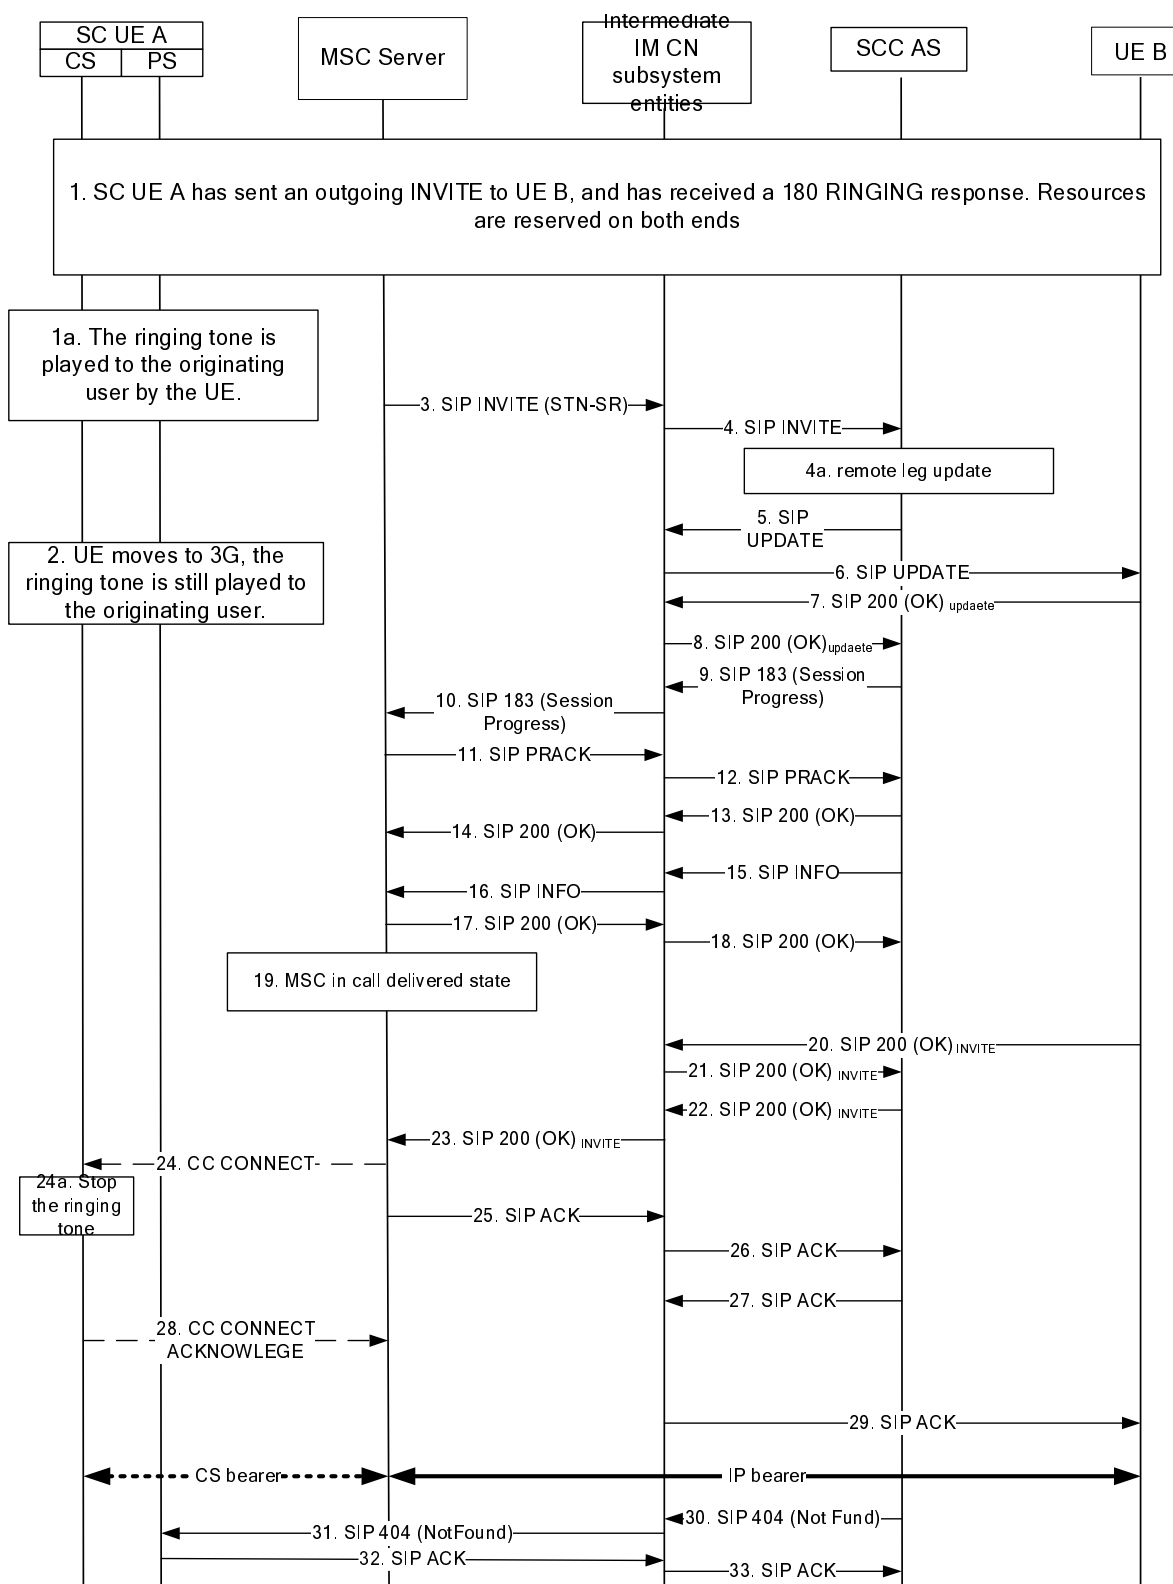 SC UE A
CS
PS
MSC Server
Intermediate
IM CN
subsystem
entities
SCC AS
UE B
1. SC UE A has sent an outgoing INVITE to UE B, and has received a 180 RINGING response. Resources
are reserved on both ends
1a. The ringing tone is
played to the originating
user by the UE.
3. SIP INVITE (STN-SR)
4. SIP INVITE
4a. remote leg update
5. SIP
UPDATE
2. UE moves to 3G, the
ringing tone is still played to
the originating user.
6. SIP UPDATE
7. SIP 200 (OK) updaete
8. SIP 200 (OK)updaete
9. SIP 183 (Session
Progress)
10. SIP 183 (Session
Progress)
11. SIP PRACK
12. SIP PRACK
13. SIP 200 (OK)
14. SIP 200 (OK)
15. SIP INFO
16. SIP INFO
17. SIP 200 (OK)
18. SIP 200 (OK)
19. MSC in call delivered state
20. SIP 200 (OK) INVITE
21. SIP 200 (OK) INVITE
22. SIP 200 (OK) INVITE
23. SIP 200 (OK) INVITE
24. CC CONNECT
24a. Stop
the ringing
tone
25. SIP ACK
26. SIP ACK
27. SIP ACK
28. CC CONNECT
ACKNOWLEGE
29. SIP ACK
CS bearer
IP bearer
30. SIP 404 (Not Fund)
31. SIP 404 (NotFound)
32. SIP ACK
33. SIP ACK